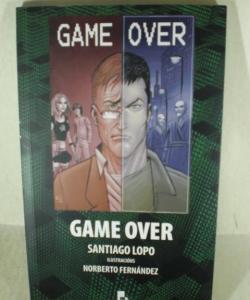 GAME OVER
GAME OVER
SANTIAGO LOPO
ILUSTRACIÓNS
NORBERTO FERNÁNDEZ